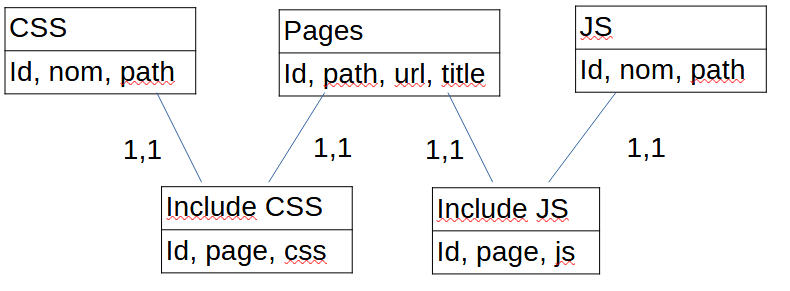 CSS
Id, nom, path
Pages
Id, path, url, title
JS
Id, nom, path
1,1
1,1
1,1
1,1
Include CSS
Id, page, css
Include JS
Id, page, js